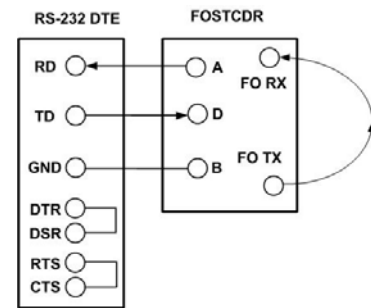 RS-232 DTE
FOSTCDR
RD
A
FO RX
TD
D
GND
B
FO TX
DTR
DSR
RTS
CTS